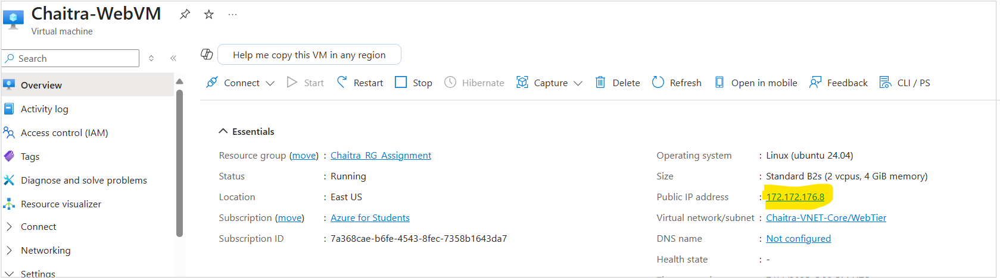 Chaitra-WebVM
Virtual machine
Search
Help me copy this VM in any region
Connect Start Restart Stop Hibernate Capture Delete Refresh Open in mobile Feedback CLI / PS
Overview
Activity log
Access control (IAM)
Tags
Diagnose and solve problems
Resource visualizer
Connect
Networking
Settings
Essentials
Resource group (move) : Chaitra_RG_Assignment
Status : Running
Location : East US
Subscription (move) : Azure for Students
Subscription ID : 7a368cae-b6fe-4543-8fec-7358b1643da7
Operating system : Linux (ubuntu 24.04)
Size : Standard B2s (2 vcpus, 4 GiB memory)
Public IP address : 172.172.176.8
Virtual network/subnet : Chaitra-VNET-Core/WebTier
DNS name : Not configured
Health state : -